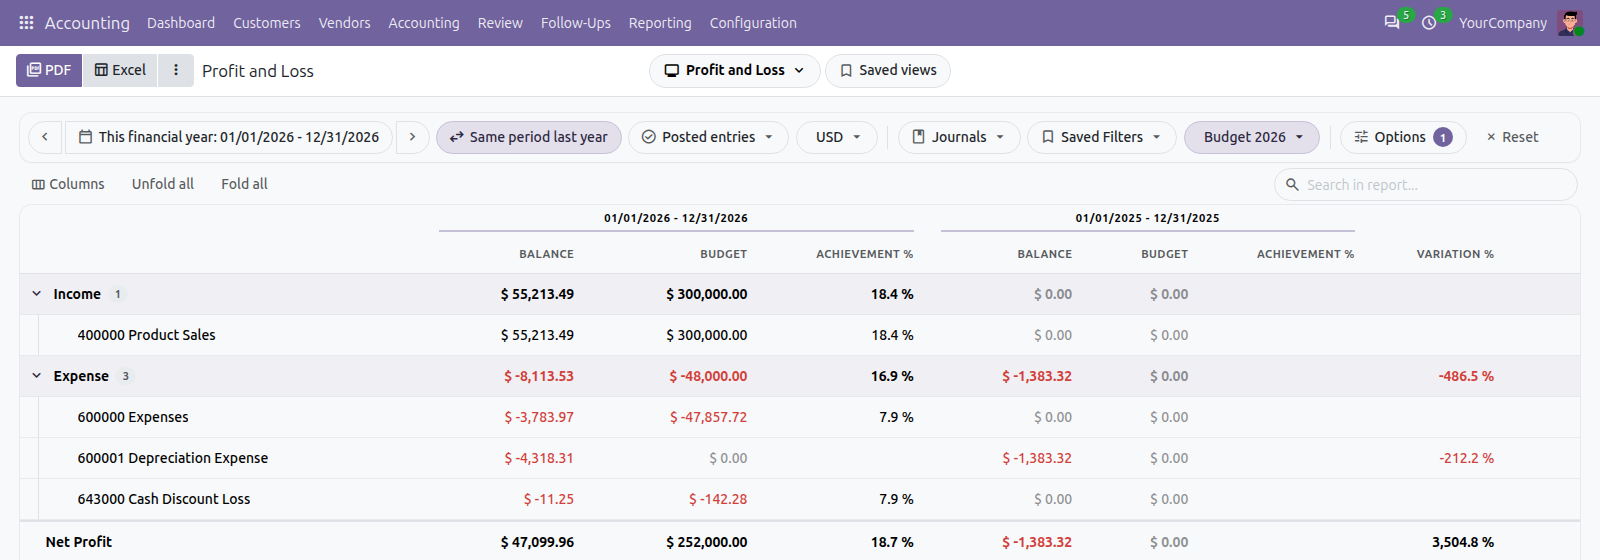 Accounting Dashboard Customers Vendors Accounting Review Follow-Ups Reporting Configuration 5 3 YourCompany
PDF Excel Profit and Loss Profit and Loss Saved views
This financial year: 01/01/2026 - 12/31/2026 Same period last year Posted entries USD Journals Saved Filters Budget 2026 Options 1 × Reset
Columns Unfold all Fold all Search in report...
01/01/2026 - 12/31/2026 01/01/2025 - 12/31/2025
BALANCE BUDGET ACHIEVEMENT % BALANCE BUDGET ACHIEVEMENT % VARIATION %
Income 1 $ 55,213.49 $ 300,000.00 18.4 % $ 0.00 $ 0.00
400000 Product Sales $ 55,213.49 $ 300,000.00 18.4 % $ 0.00 $ 0.00
Expense 3 $ -8,113.53 $ -48,000.00 16.9 % $ -1,383.32 $ 0.00 -486.5 %
600000 Expenses $ -3,783.97 $ -47,857.72 7.9 % $ 0.00 $ 0.00
600001 Depreciation Expense $ -4,318.31 $ 0.00 $ -1,383.32 $ 0.00 -212.2 %
643000 Cash Discount Loss $ -11.25 $ -142.28 7.9 % $ 0.00 $ 0.00
Net Profit $ 47,099.96 $ 252,000.00 18.7 % $ -1,383.32 $ 0.00 3,504.8 %